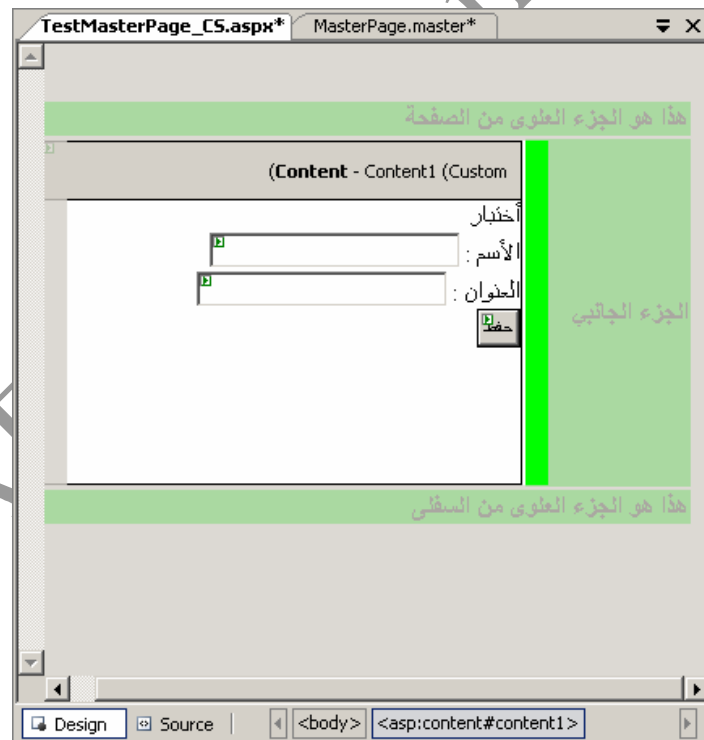 TestMasterPage_CS.aspx* MasterPage.master*
هذا هو الجزء العلوى من الصفحة
(Content - Content1 (Custom
أختبار
الأسم :
العنوان :
حفظ
الجزء الجانبي
هذا هو الجزء العلوى من السفلى
Design Source <body> <asp:content#content1>